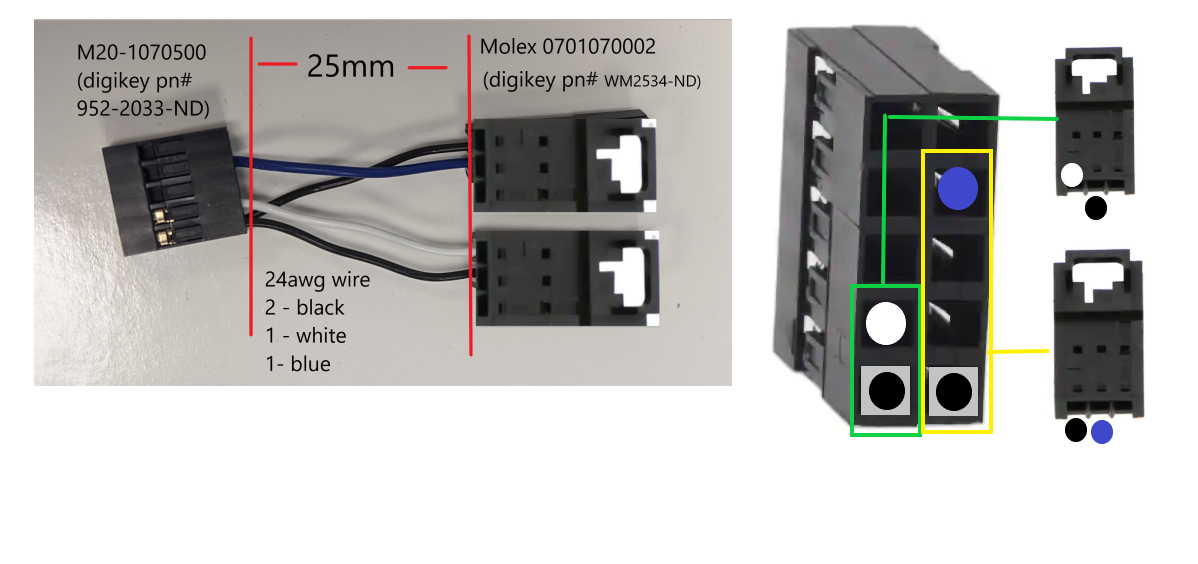 M20-1070500
(digikey pn#
952-2033-ND)
25mm
Molex 0701070002
(digikey pn# WM2534-ND)
24awg wire
2 - black
1 - white
1- blue